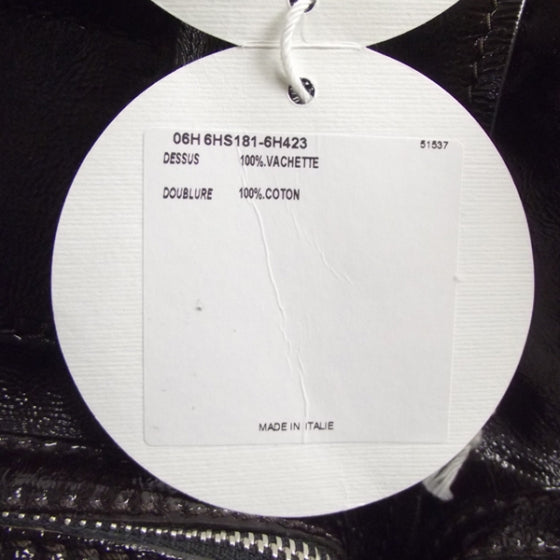 06H 6HS181-6H423 51537
DESSUS 100%.VACHETTE
DOUBLURE 100%.COTON
MADE IN ITALIE